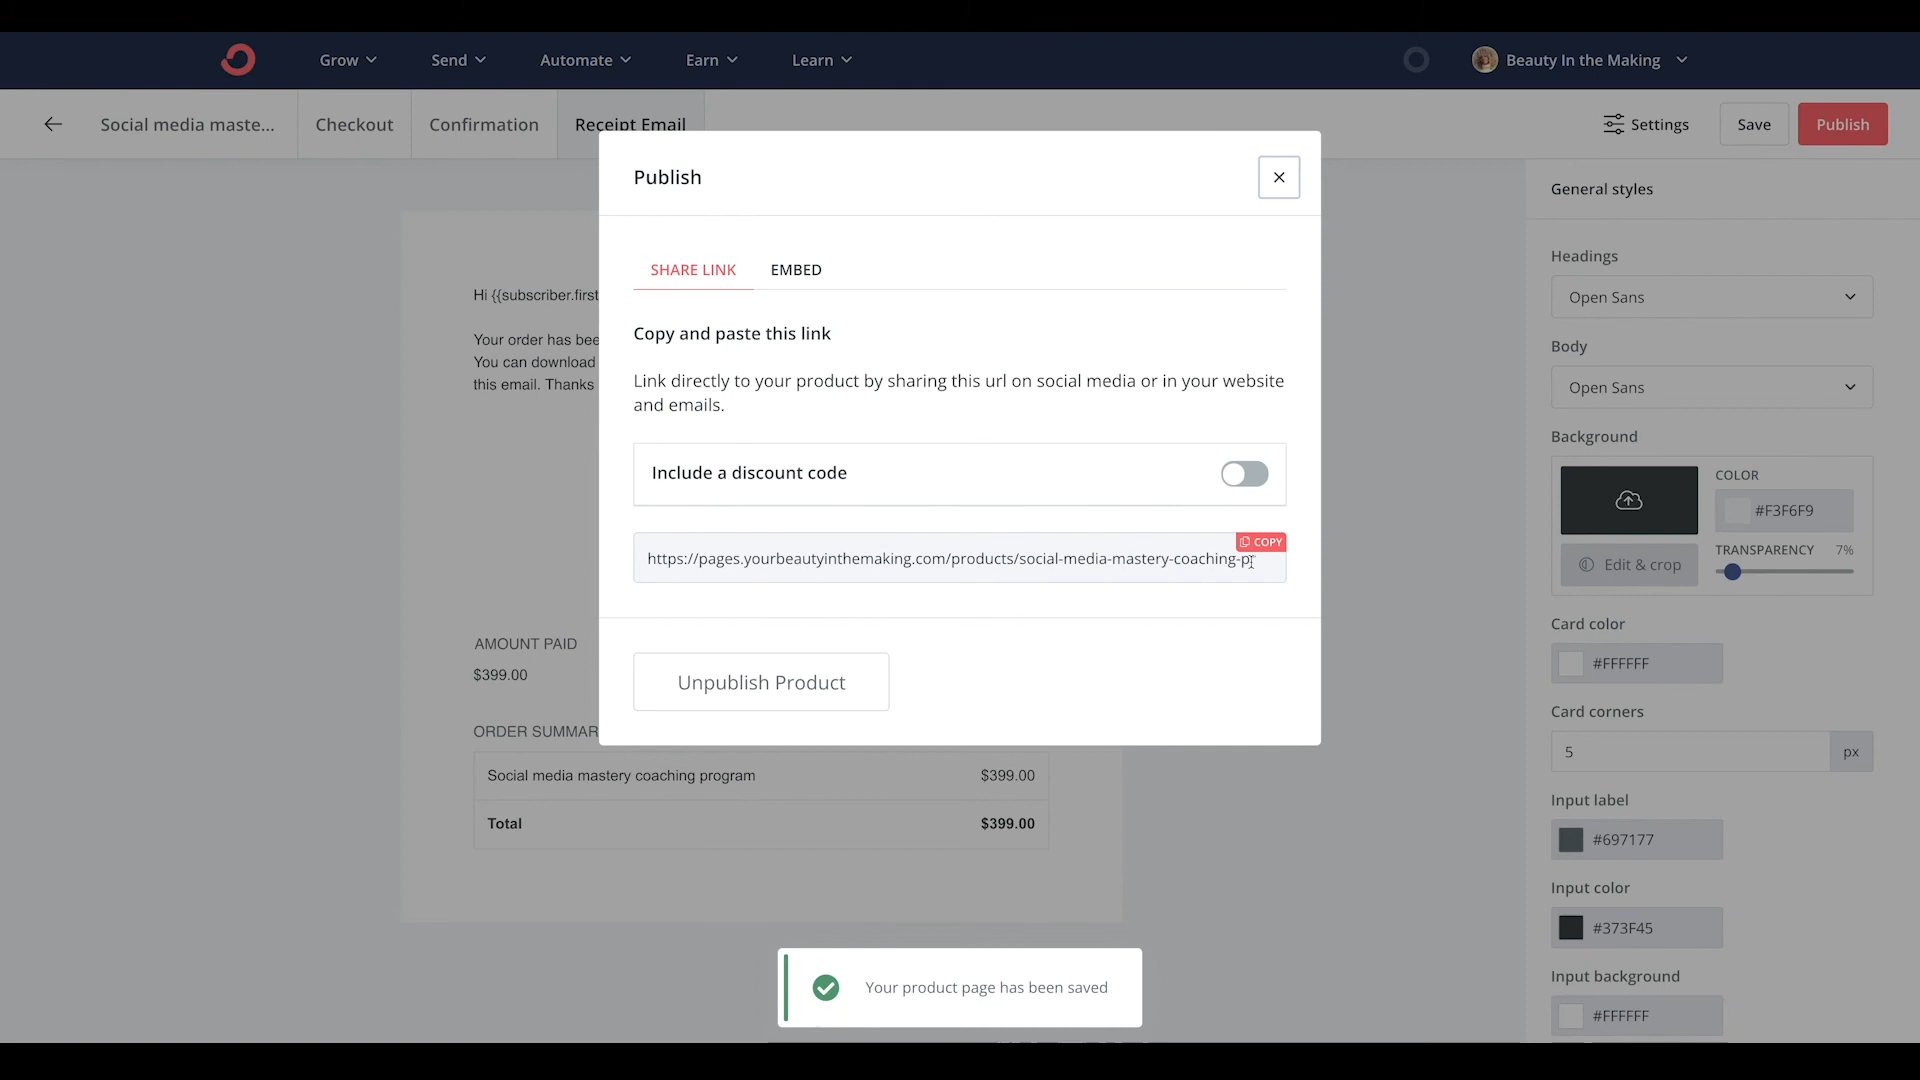 Grow
Send
Automate
Earn
Learn
Beauty In the Making
Social media maste...
Checkout
Confirmation
Receipt Email
Settings
Save
Publish
Publish
SHARE LINK
EMBED
Copy and paste this link
Link directly to your product by sharing this url on social media or in your website
and emails.
Include a discount code
COPY
https://pages.yourbeautyinthemaking.com/products/social-media-mastery-coaching-p
Unpublish Product
Hi {{subscriber.first
Your order has bee
You can download
this email. Thanks
AMOUNT PAID
$399.00
ORDER SUMMAR
Social media mastery coaching program $399.00
Total $399.00
Your product page has been saved
General styles
Headings
Open Sans
Body
Open Sans
Background
COLOR
#F3F6F9
TRANSPARENCY 7%
Edit & crop
Card color
#FFFFFF
Card corners
5 px
Input label
#697177
Input color
#373F45
Input background
#FFFFFF